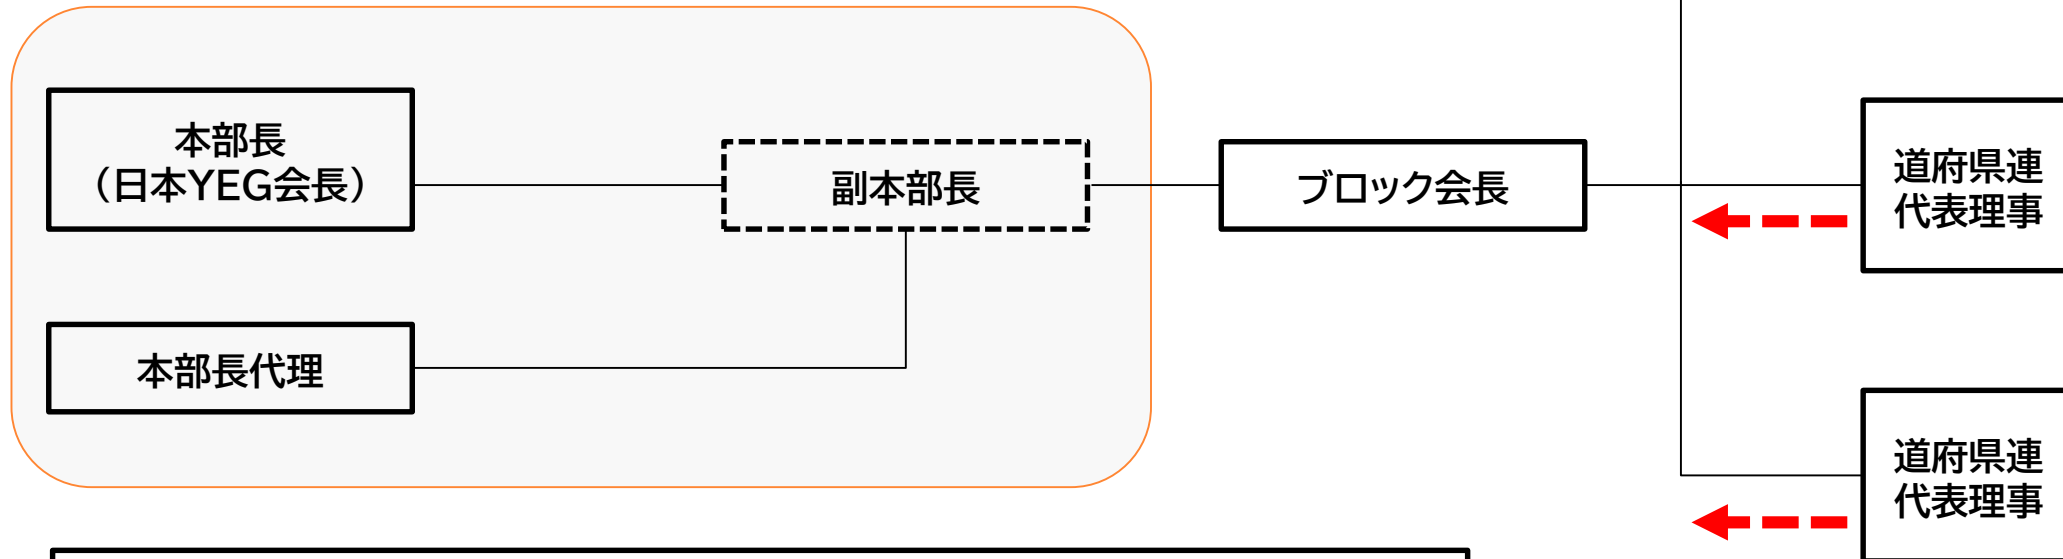 本部長
（日本YEG会長）
副本部長
ブロック会長
道府県連
代表理事
本部長代理
道府県連
代表理事